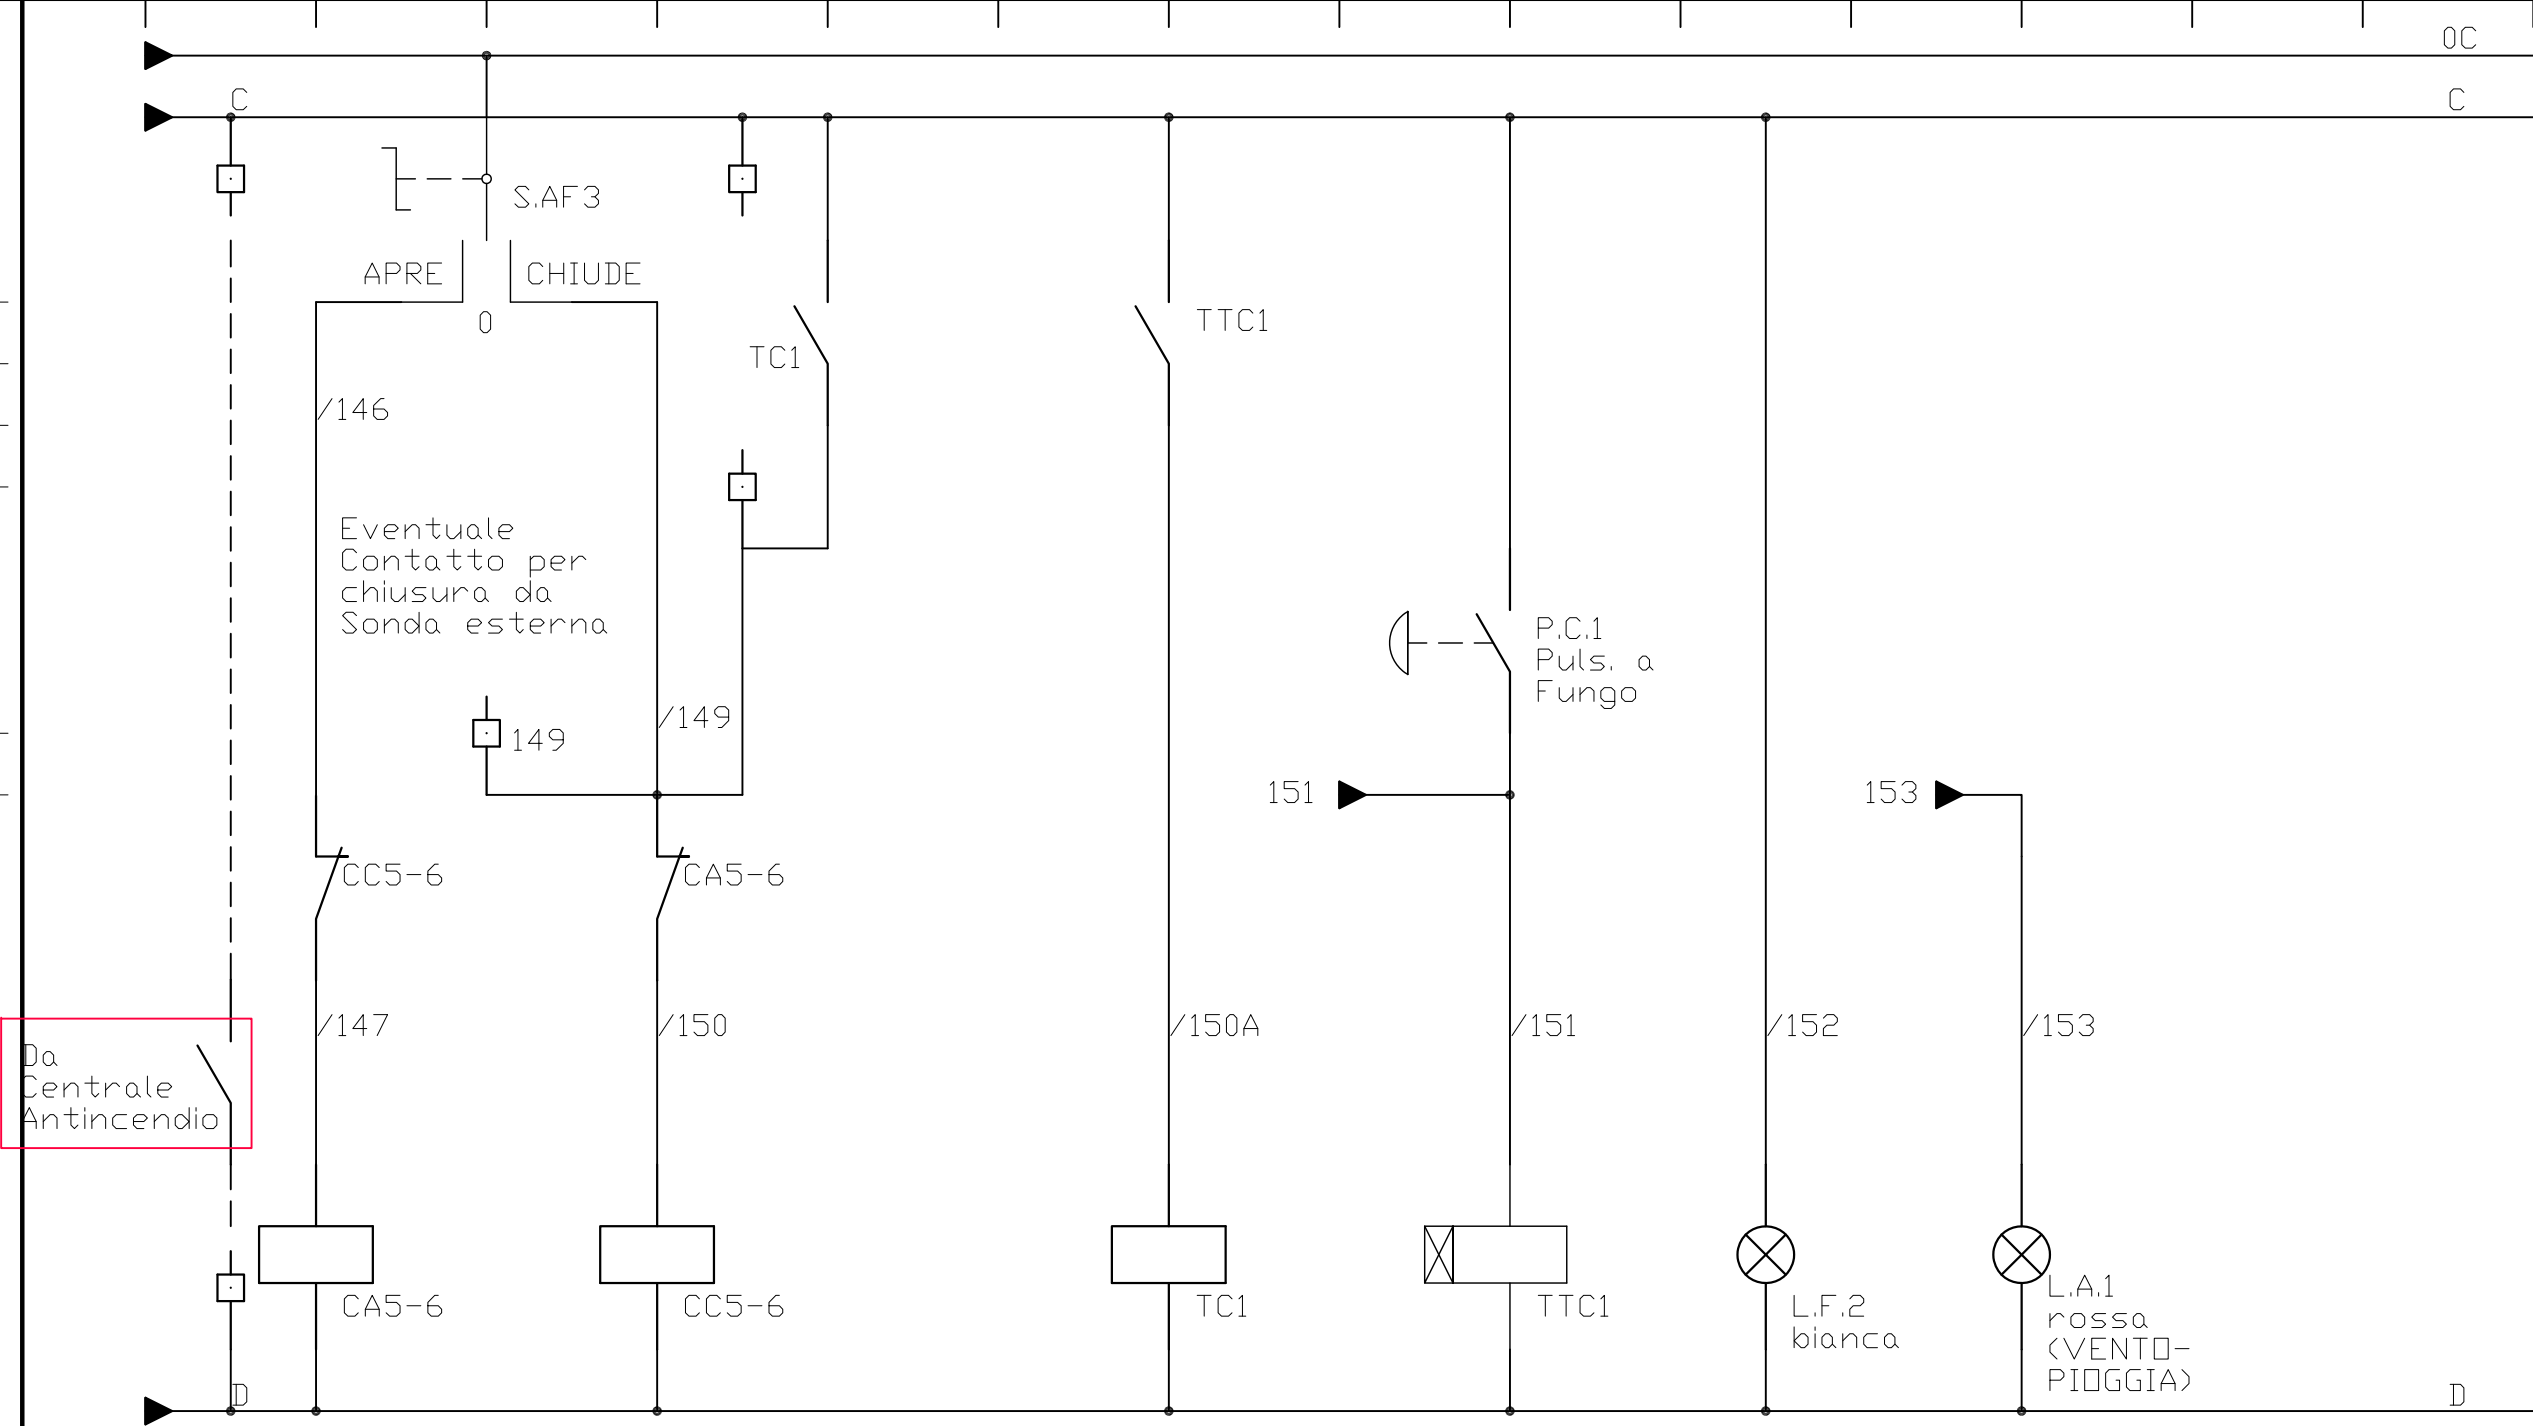 0C
C
C
S.AF3
APRE
CHIUDE
0
TC1
TTC1
/146
Eventuale
Contatto per
chiusura da
Sonda esterna
P.C.1
Puls. a
Fungo
/149
149
151
153
CC5-6
CA5-6
/147
/150
/150A
/151
/152
/153
Da
Centrale
Antincendio
CA5-6
CC5-6
TC1
TTC1
L.F.2
bianca
L.A.1
rossa
(VENTO-
PIOGGIA)
D
D